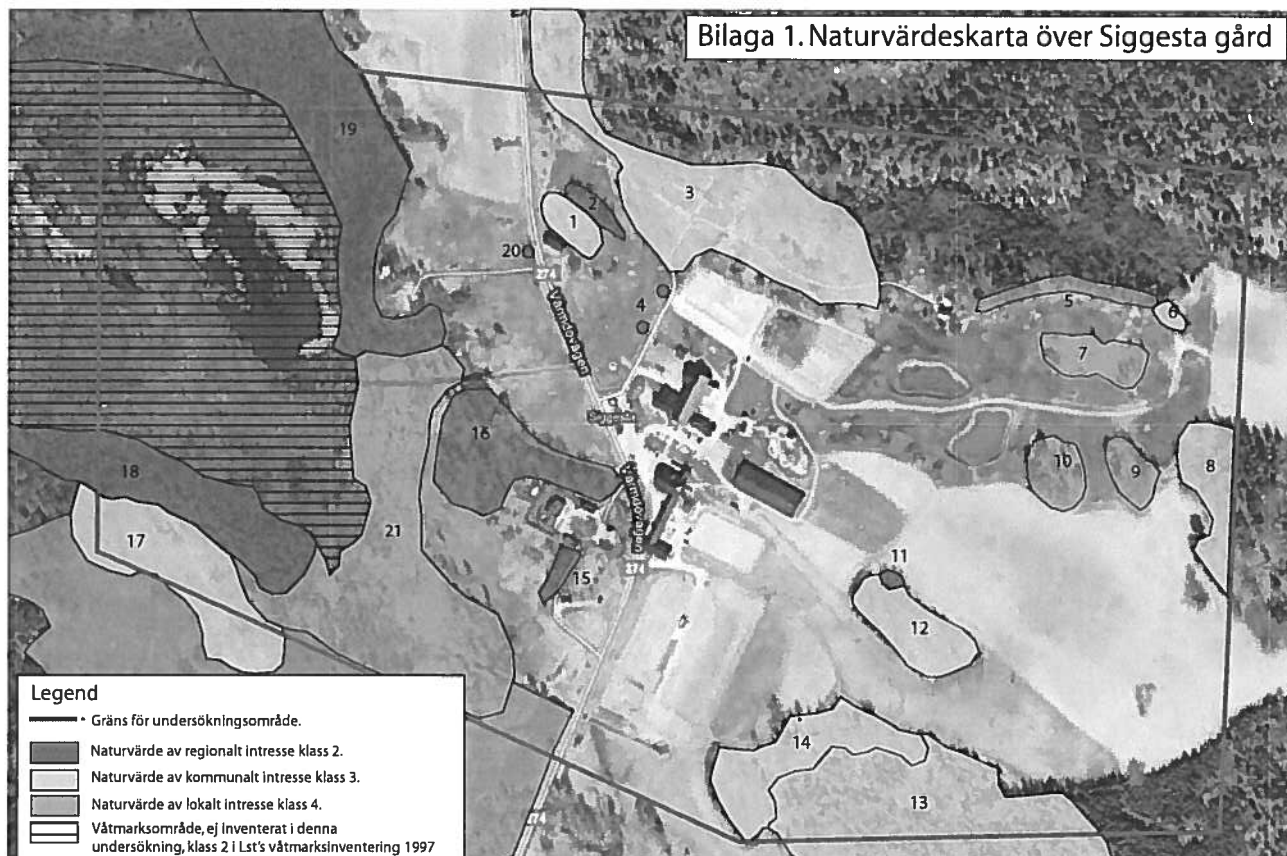 Bilaga 1. Naturvärdeskarta över Siggesta gård
19
3
2
1
20
274
4
Värmdövägen
5
6
7
Siggesta
16
10
9
8
18
17
21
Värmdövägen
274
15
11
12
14
13
274
Legend
Gräns för undersökningsområde.
Naturvärde av regionalt intresse klass 2.
Naturvärde av kommunalt intresse klass 3.
Naturvärde av lokalt intresse klass 4.
Våtmarksområde, ej inventerat i denna
undersökning, klass 2 i Lst's våtmarksinventering 1997